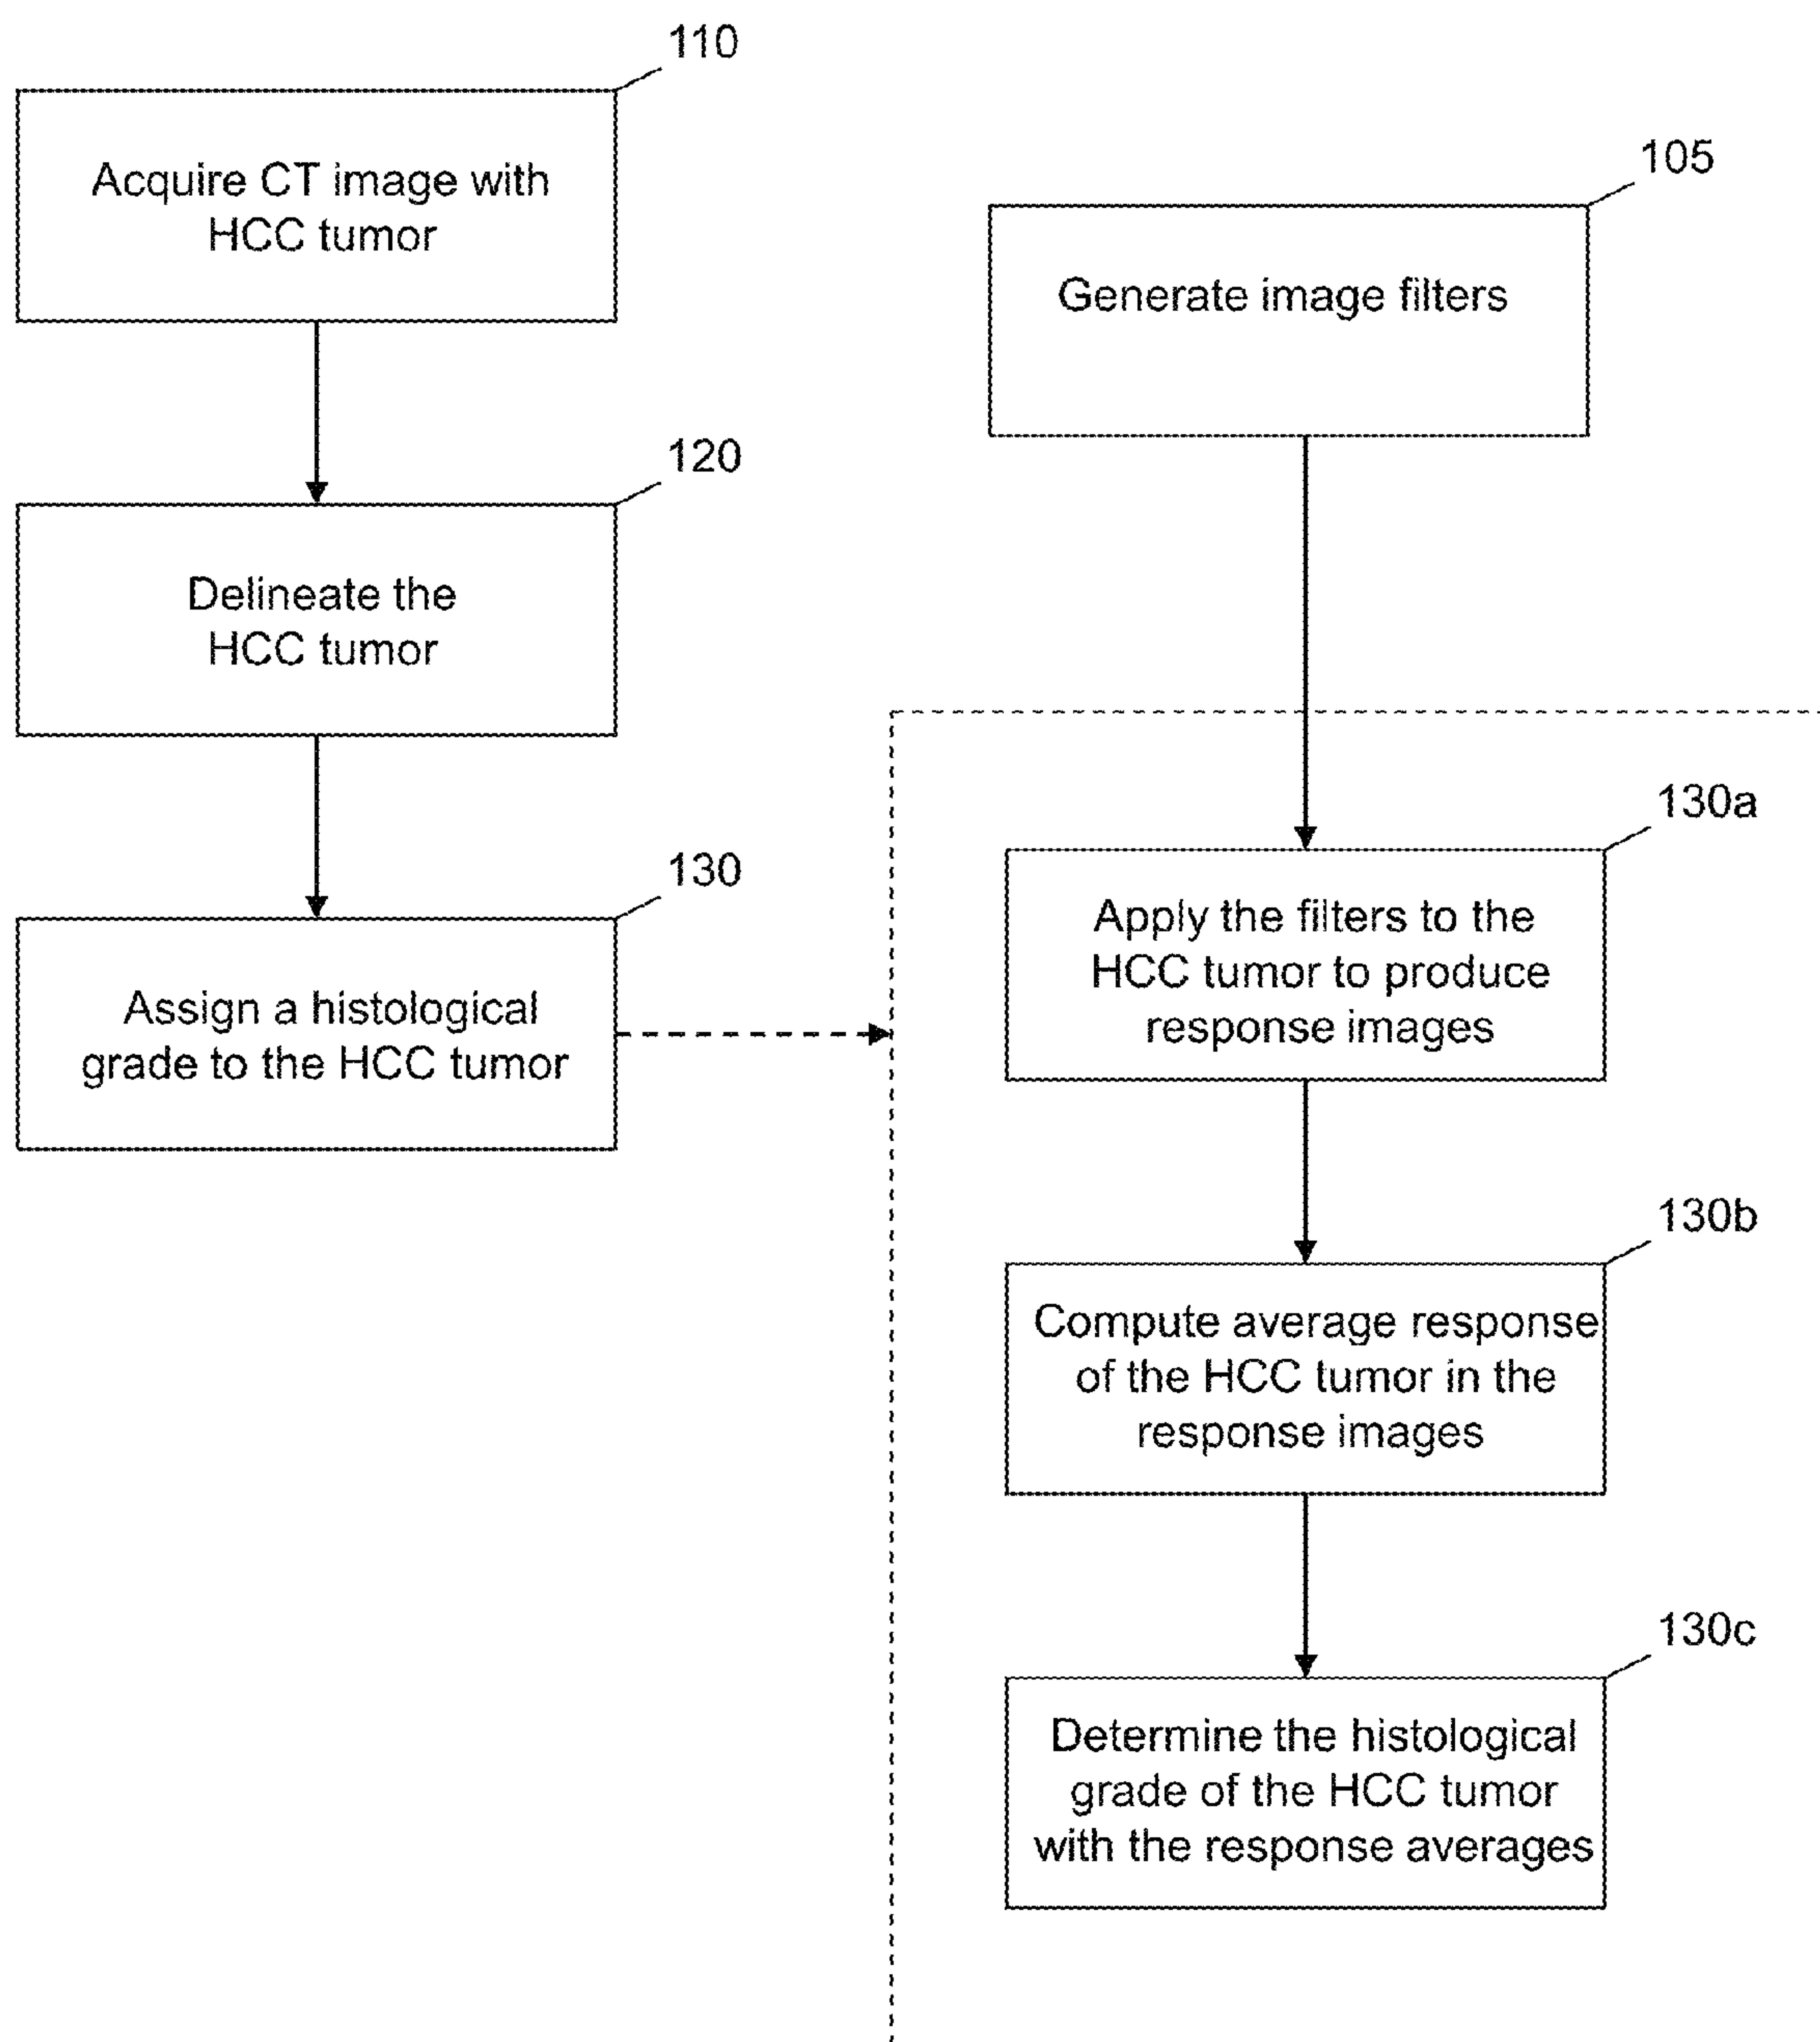 110
Acquire CT image with
HCC tumor
120
Delineate the
HCC tumor
130
Assign a histological
grade to the HCC tumor
105
Generate image filters
130a
Apply the filters to the
HCC tumor to produce
response images
130b
Compute average response
of the HCC tumor in the
response images
130c
Determine the histological
grade of the HCC tumor
with the response averages